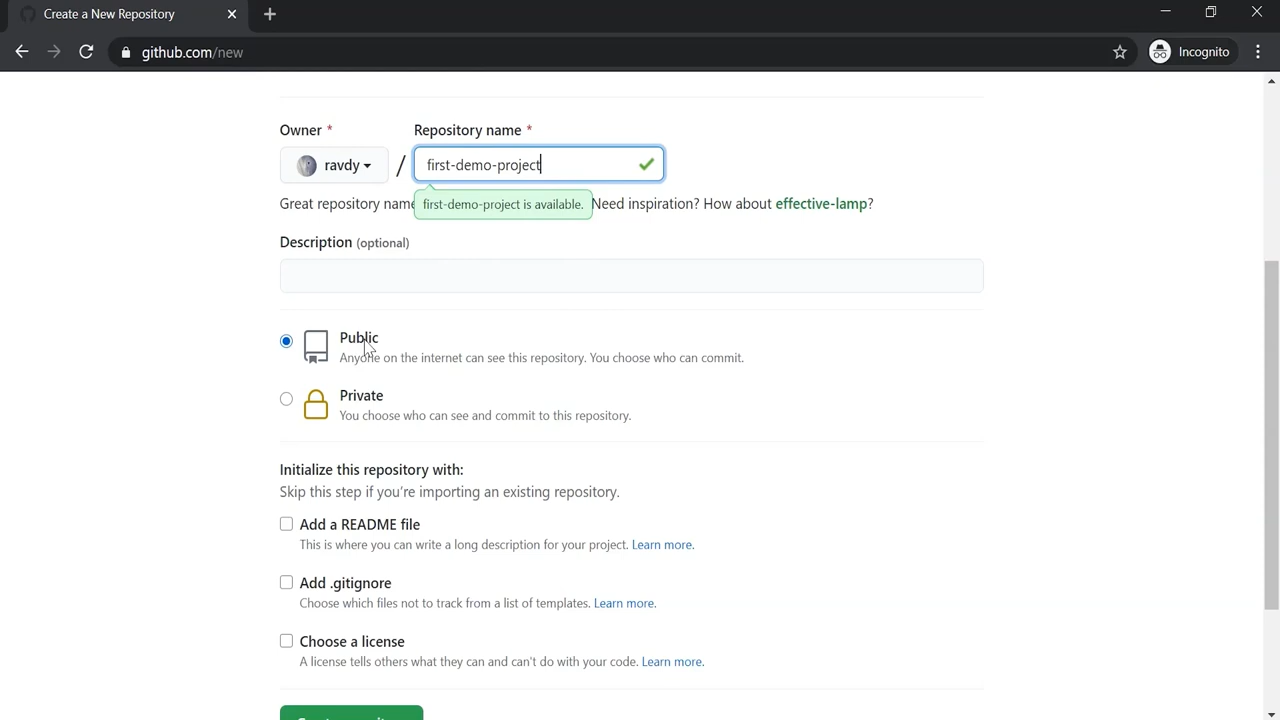 Create a New Repository
github.com/new
Incognito
Owner *
Repository name *
ravdy / first-demo-project
Great repository name first-demo-project is available. Need inspiration? How about effective-lamp?
Description (optional)
Public
Anyone on the internet can see this repository. You choose who can commit.
Private
You choose who can see and commit to this repository.
Initialize this repository with:
Skip this step if you're importing an existing repository.
Add a README file
This is where you can write a long description for your project. Learn more.
Add .gitignore
Choose which files not to track from a list of templates. Learn more.
Choose a license
A license tells others what they can and can't do with your code. Learn more.